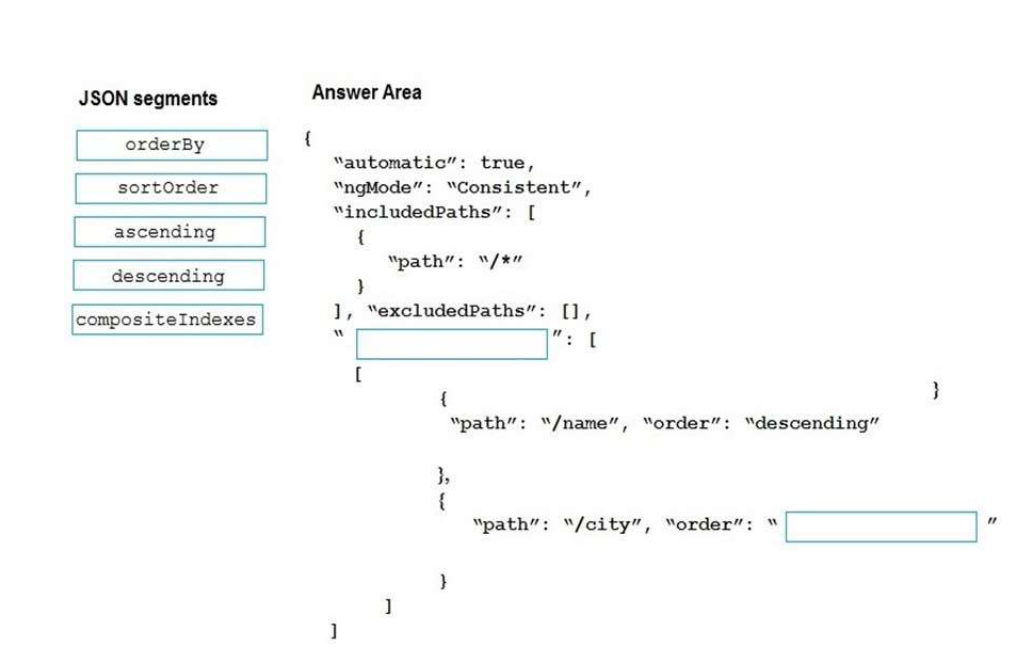 JSON segments
orderBy
sortOrder
ascending
descending
compositeIndexes
Answer Area
{
"automatic": true,
"ngMode": "Consistent",
"includedPaths": [
{
"path": "/*"
}
], "excludedPaths": [],
" ": [
[
{ }
"path": "/name", "order": "descending"
},
{
"path": "/city", "order": " "
}
]
]